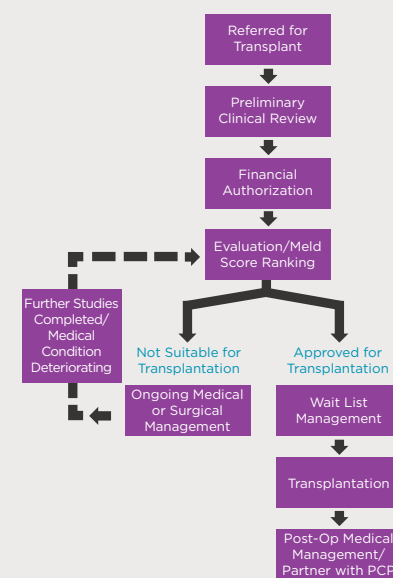 Referred for
Transplant
Preliminary
Clinical Review
Financial
Authorization
Evaluation/Meld
Score Ranking
Further Studies
Completed/
Medical
Condition
Deteriorating
Not Suitable for
Transplantation
Ongoing Medical
or Surgical
Management
Approved for
Transplantation
Wait List
Management
Transplantation
Post-Op Medical
Management/
Partner with PCP